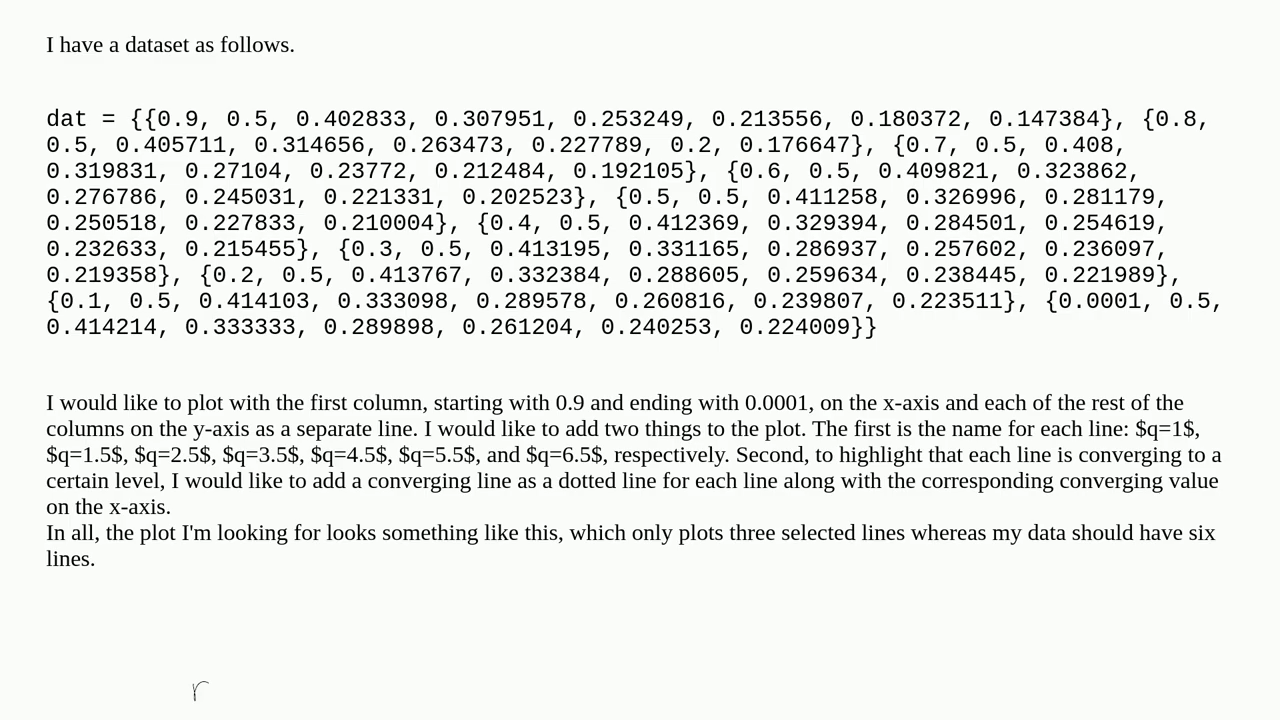 I have a dataset as follows.
dat = {{0.9, 0.5, 0.402833, 0.307951, 0.253249, 0.213556, 0.180372, 0.147384}, {0.8,
0.5, 0.405711, 0.314656, 0.263473, 0.227789, 0.2, 0.176647}, {0.7, 0.5, 0.408,
0.319831, 0.27104, 0.23772, 0.212484, 0.192105}, {0.6, 0.5, 0.409821, 0.323862,
0.276786, 0.245031, 0.221331, 0.202523}, {0.5, 0.5, 0.411258, 0.326996, 0.281179,
0.250518, 0.227833, 0.210004}, {0.4, 0.5, 0.412369, 0.329394, 0.284501, 0.254619,
0.232633, 0.215455}, {0.3, 0.5, 0.413195, 0.331165, 0.286937, 0.257602, 0.236097,
0.219358}, {0.2, 0.5, 0.413767, 0.332384, 0.288605, 0.259634, 0.238445, 0.221989},
{0.1, 0.5, 0.414103, 0.333098, 0.289578, 0.260816, 0.239807, 0.223511}, {0.0001, 0.5,
0.414214, 0.333333, 0.289898, 0.261204, 0.240253, 0.224009}}
I would like to plot with the first column, starting with 0.9 and ending with 0.0001, on the x-axis and each of the rest of the
columns on the y-axis as a separate line. I would like to add two things to the plot. The first is the name for each line: $q=1$,
$q=1.5$, $q=2.5$, $q=3.5$, $q=4.5$, $q=5.5$, and $q=6.5$, respectively. Second, to highlight that each line is converging to a
certain level, I would like to add a converging line as a dotted line for each line along with the corresponding converging value
on the x-axis.
In all, the plot I'm looking for looks something like this, which only plots three selected lines whereas my data should have six
lines.
r